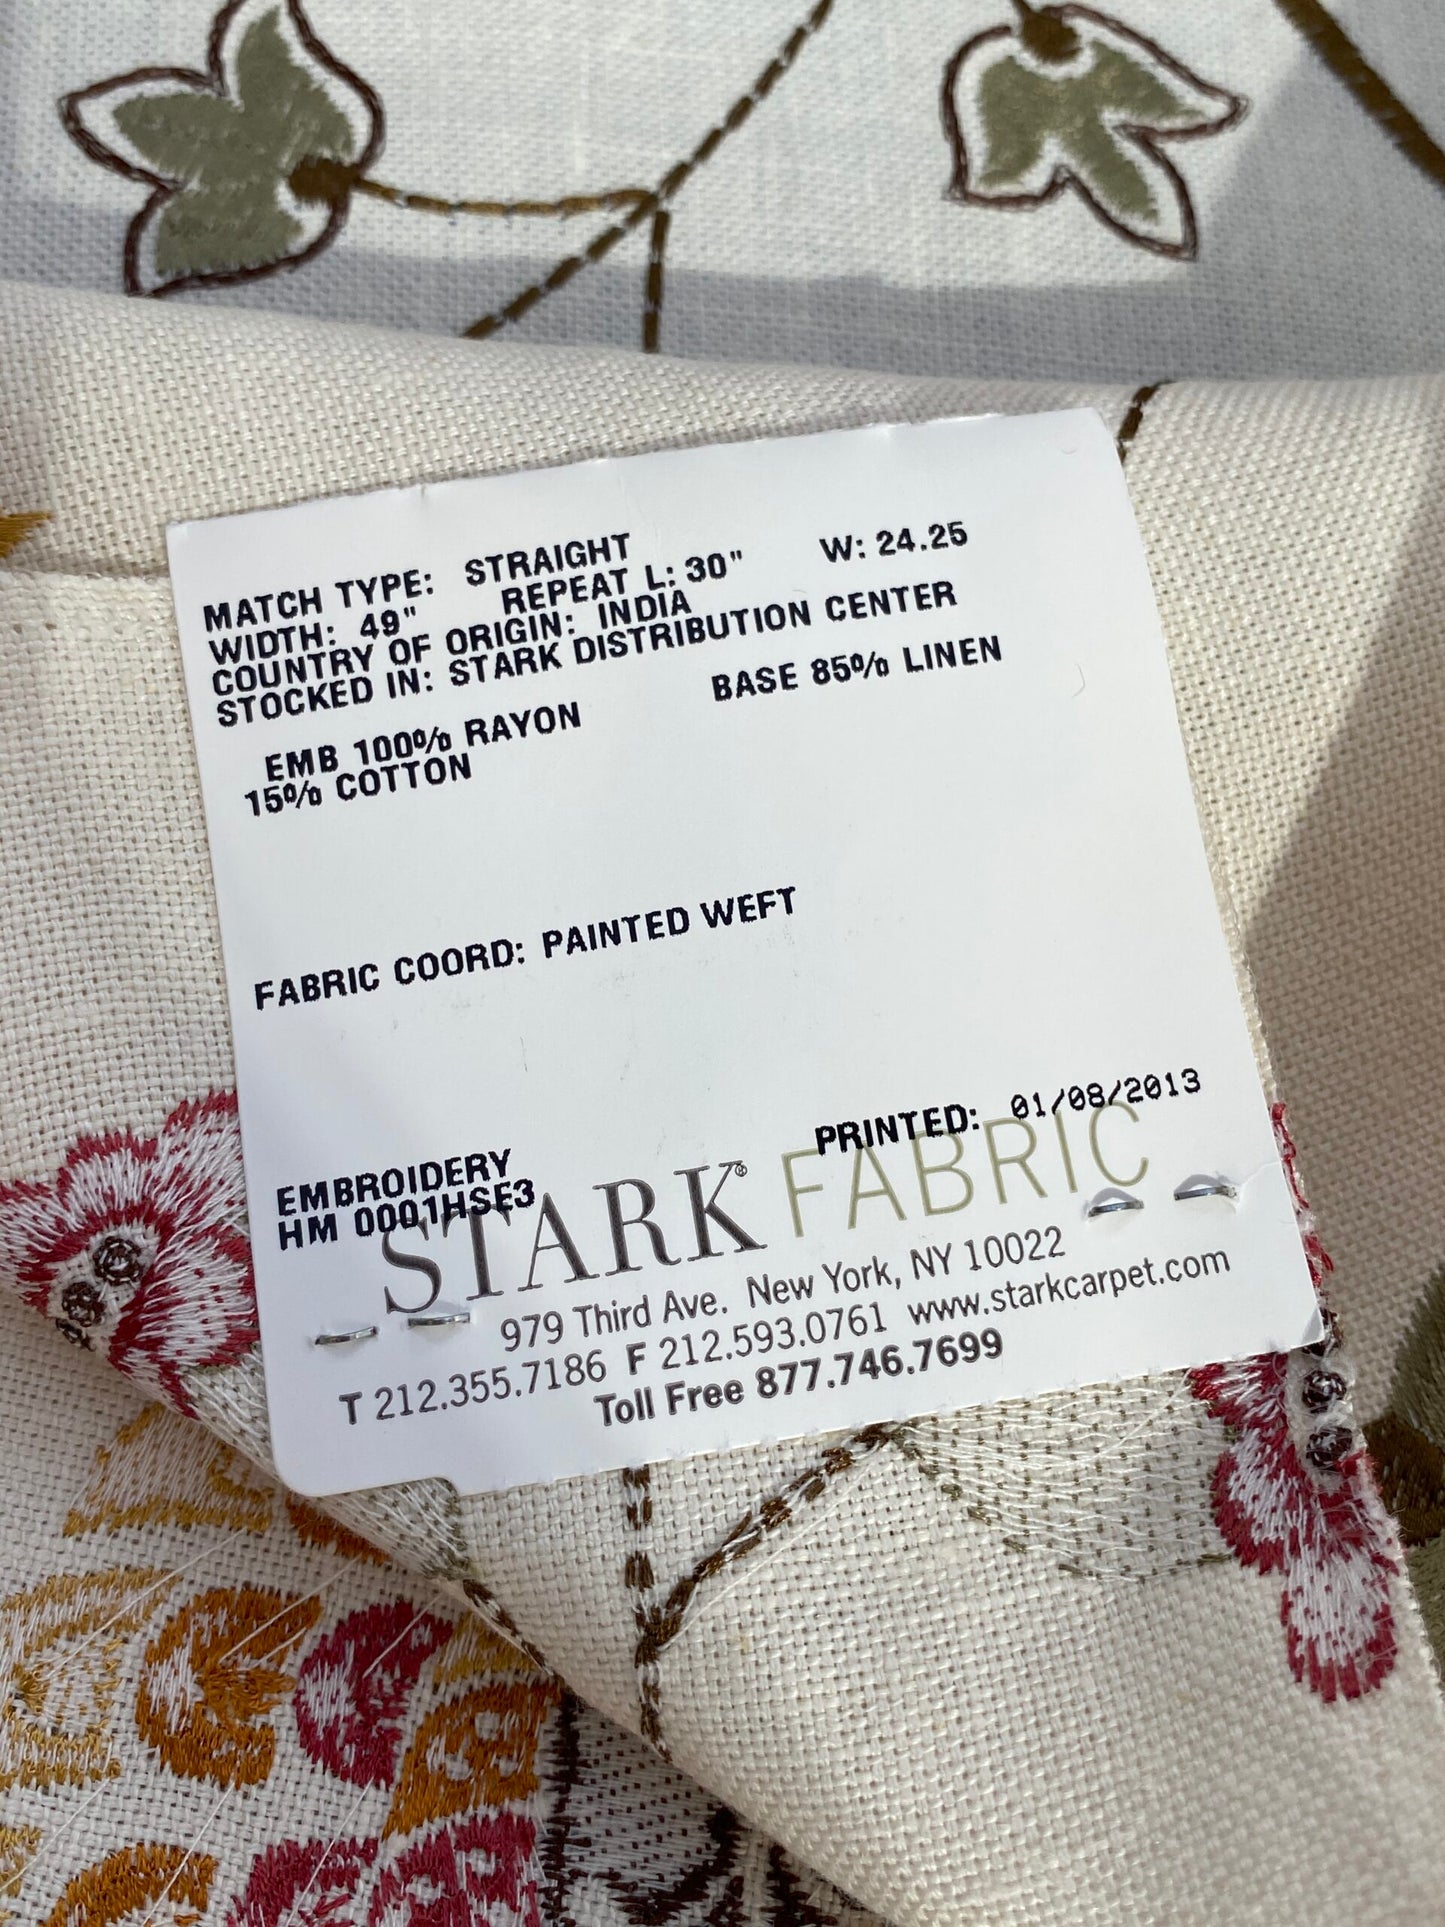 MATCH TYPE: STRAIGHT
WIDTH: 49" REPEAT L: 30" W: 24.25
COUNTRY OF ORIGIN: INDIA
STOCKED IN: STARK DISTRIBUTION CENTER
EMB 100% RAYON BASE 85% LINEN
15% COTTON
FABRIC COORD: PAINTED WEFT
PRINTED: 01/08/2013
EMBROIDERY
HM 0001HSE3
STARK® FABRIC
979 Third Ave. New York, NY 10022
T 212.355.7186 F 212.593.0761 www.starkcarpet.com
Toll Free 877.746.7699